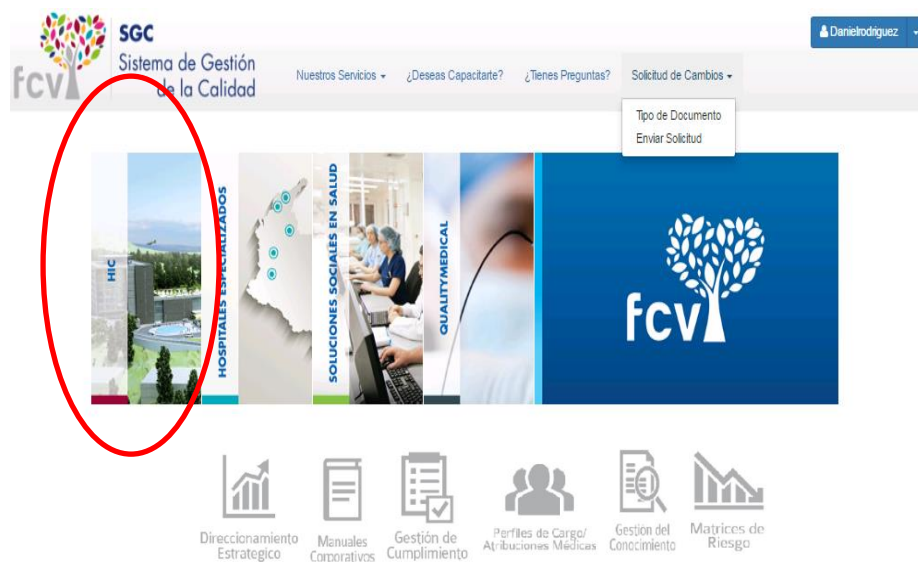 SGC
Sistema de Gestión
de la Calidad
fcv
Nuestros Servicios
¿Deseas Capacitarte?
¿Tienes Preguntas?
Solicitud de Cambios
Danielrodriguez
Tipo de Documento
Enviar Solicitud
HIC
HOSPITALES ESPECIALIZADOS
SOLUCIONES SOCIALES EN SALUD
QUALITYMEDICAL
fcv
Direccionamiento
Estrategico
Manuales
Corporativos
Gestión de
Cumplimiento
Perfiles de Cargo/
Atribuciones Médicas
Gestión del
Conocimiento
Matrices de
Riesgo